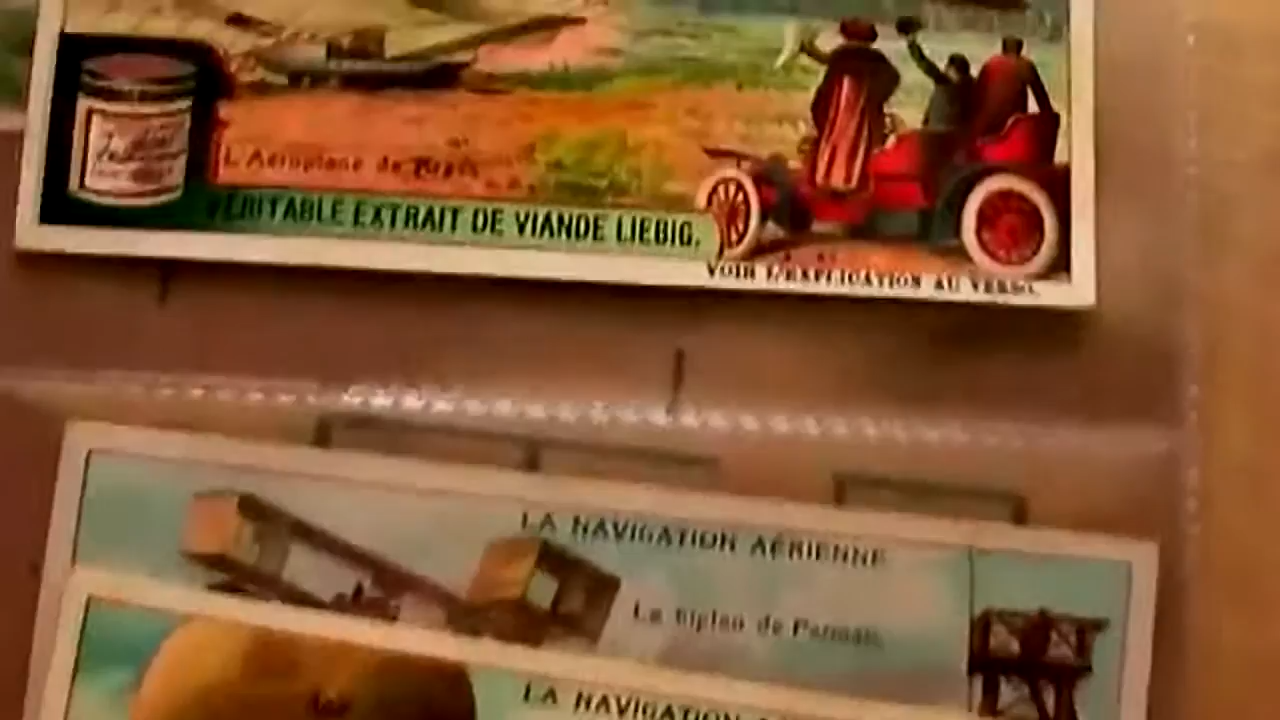 L'Aéroplane de
VÉRITABLE EXTRAIT DE VIANDE LIEBIG.
VOIR L'EXPLICATION AU VERSO.
LA NAVIGATION AÉRIENNE
Le biplan de Farman.
LA NAVIGATION